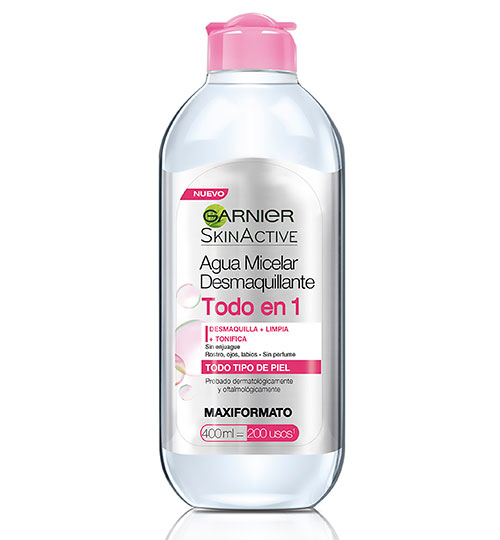 NUEVO
GARNIER
SKINACTIVE
Agua Micelar
Desmaquillante
Todo en 1
DESMAQUILLA + LIMPIA
+ TONIFICA
Sin enjuague
Rostro, ojos, labios - Sin perfume
TODO TIPO DE PIEL
Probado dermatológicamente
y oftalmológicamente
MAXIFORMATO
400ml = 200 usos¹